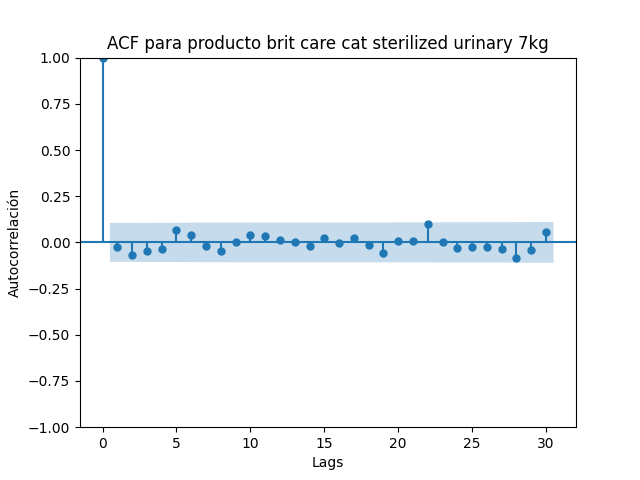 ACF para producto brit care cat sterilized urinary 7kg
1.00
0.75
0.50
0.25
0.00
−0.25
−0.50
−0.75
−1.00
Autocorrelación
0 5 10 15 20 25 30
Lags